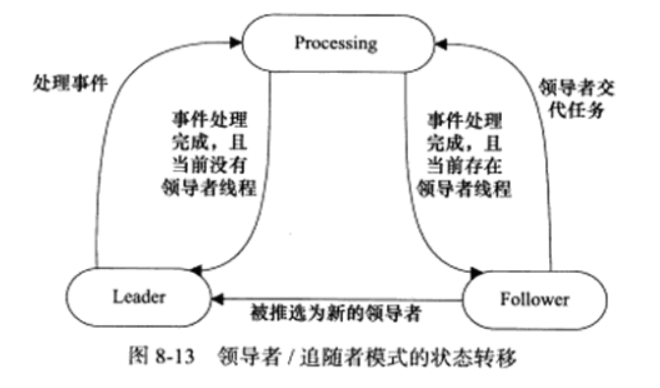 Processing
处理事件
领导者交
代任务
事件处理
完成，且
当前没有
领导者线程
事件处理
完成，且
当前存在
领导者线程
Leader
被推选为新的领导者
Follower
图 8-13 领导者 / 追随者模式的状态转移